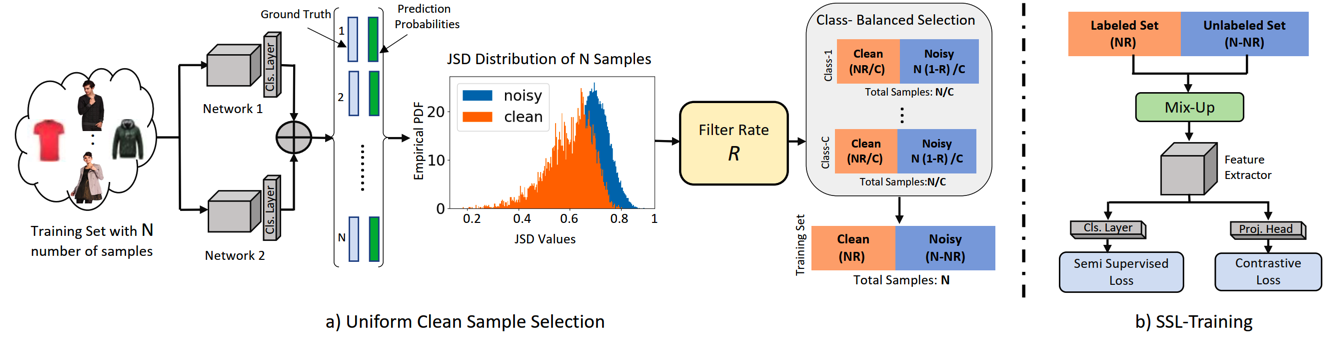 Ground Truth
Prediction
Probabilities
Cls. Layer
Network 1
Cls. Layer
Network 2
Training Set with N
number of samples
1
2
N
JSD Distribution of N Samples
noisy
clean
Empirical PDF
20
10
0
0.2
0.4
0.6
0.8
1
JSD Values
Filter Rate
R
Class- Balanced Selection
Class-1
Clean
(NR/C)
Noisy
N (1-R) /C
Total Samples: N/C
Class-C
Clean
(NR/C)
Noisy
N (1-R) /C
Total Samples:N/C
Training Set
Clean
(NR)
Noisy
(N-NR)
Total Samples: N
a) Uniform Clean Sample Selection
Labeled Set
(NR)
Unlabeled Set
(N-NR)
Mix-Up
Feature
Extractor
Cls. Layer
Proj. Head
Semi Supervised
Loss
Contrastive
Loss
b) SSL-Training